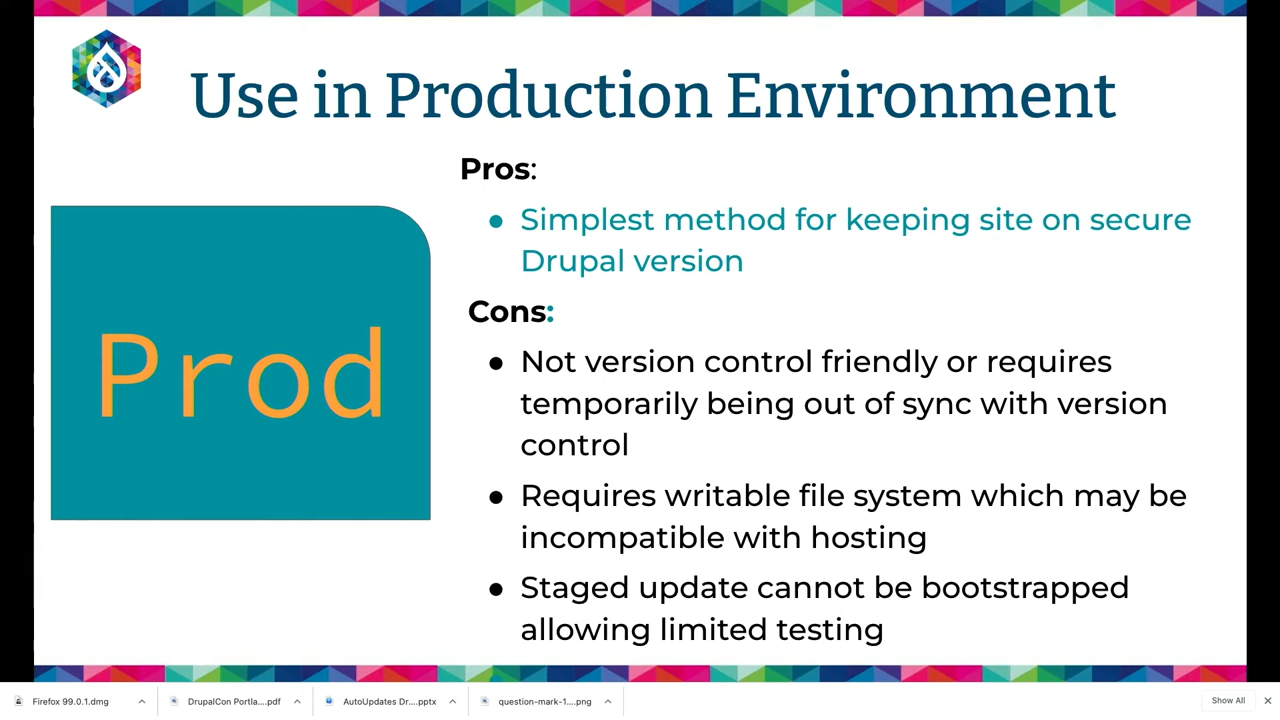 Use in Production Environment
Prod
Pros:
● Simplest method for keeping site on secure
Drupal version
Cons:
● Not version control friendly or requires
temporarily being out of sync with version
control
● Requires writable file system which may be
incompatible with hosting
● Staged update cannot be bootstrapped
allowing limited testing
Firefox 99.0.1.dmg
DrupalCon Portla....pdf
AutoUpdates Dr....pptx
question-mark-1....png
Show All